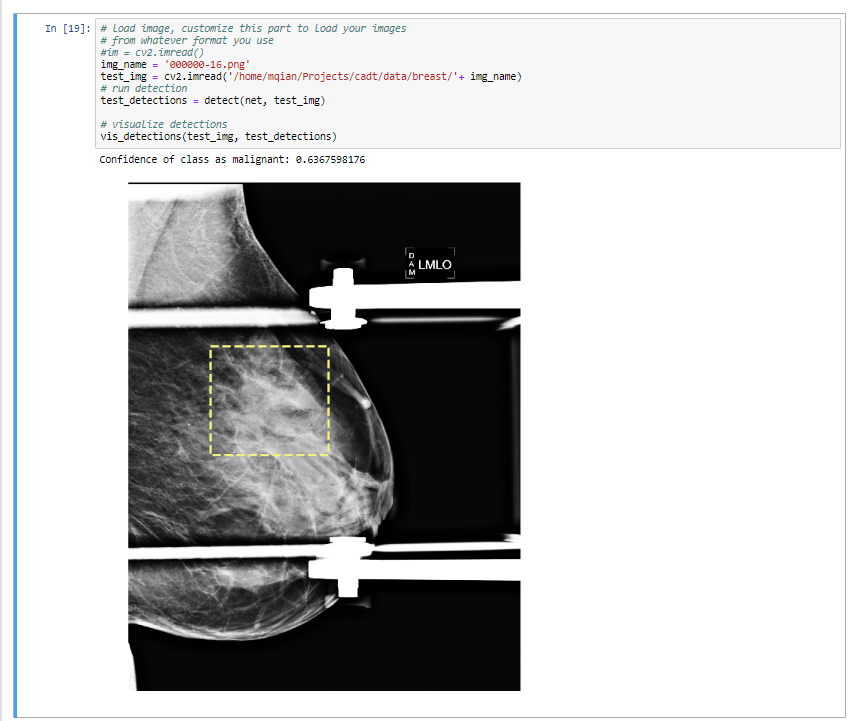 In [19]: # Load image, customize this part to load your images
# from whatever format you use
#im = cv2.imread()
img_name = '000000-16.png'
test_img = cv2.imread('/home/mqian/Projects/cadt/data/breast/'+ img_name)
# run detection
test_detections = detect(net, test_img)
# visualize detections
vis_detections(test_img, test_detections)
Confidence of class as malignant: 0.6367598176
DAM LMLO